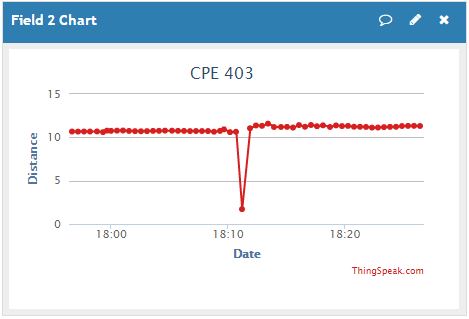 Field 2 Chart
CPE 403
15
10
5
0
Distance
18:00 18:10 18:20
Date
ThingSpeak.com